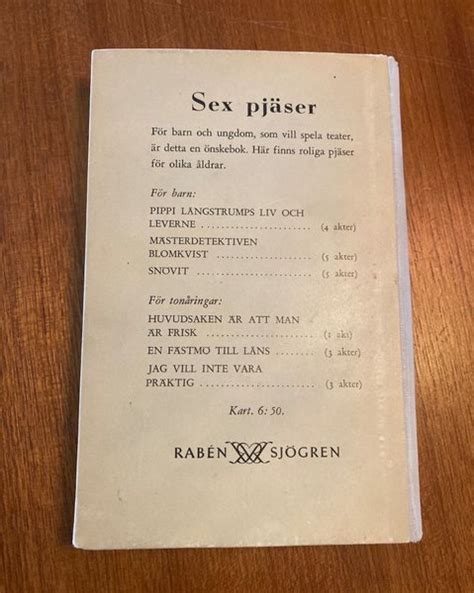 Sex pjäser
För barn och ungdom, som vill spela teater,
är detta en önskebok. Här finns roliga pjäser
för olika åldrar.
För barn:
PIPPI LÅNGSTRUMPS LIV OCH
LEVERNE ........................ (4 akter)
MÄSTERDETEKTIVEN
BLOMKVIST ..................... (5 akter)
SNÖVIT .......................... (5 akter)
För tonåringar:
HUVUDSAKEN ÄR ATT MAN
ÄR FRISK ........................ (1 akt)
EN FÄSTMÖ TILL LÅNS ........ (3 akter)
JAG VILL INTE VARA
PRÄKTIG ........................ (3 akter)
Kart. 6:50.
RABÉN SJÖGREN